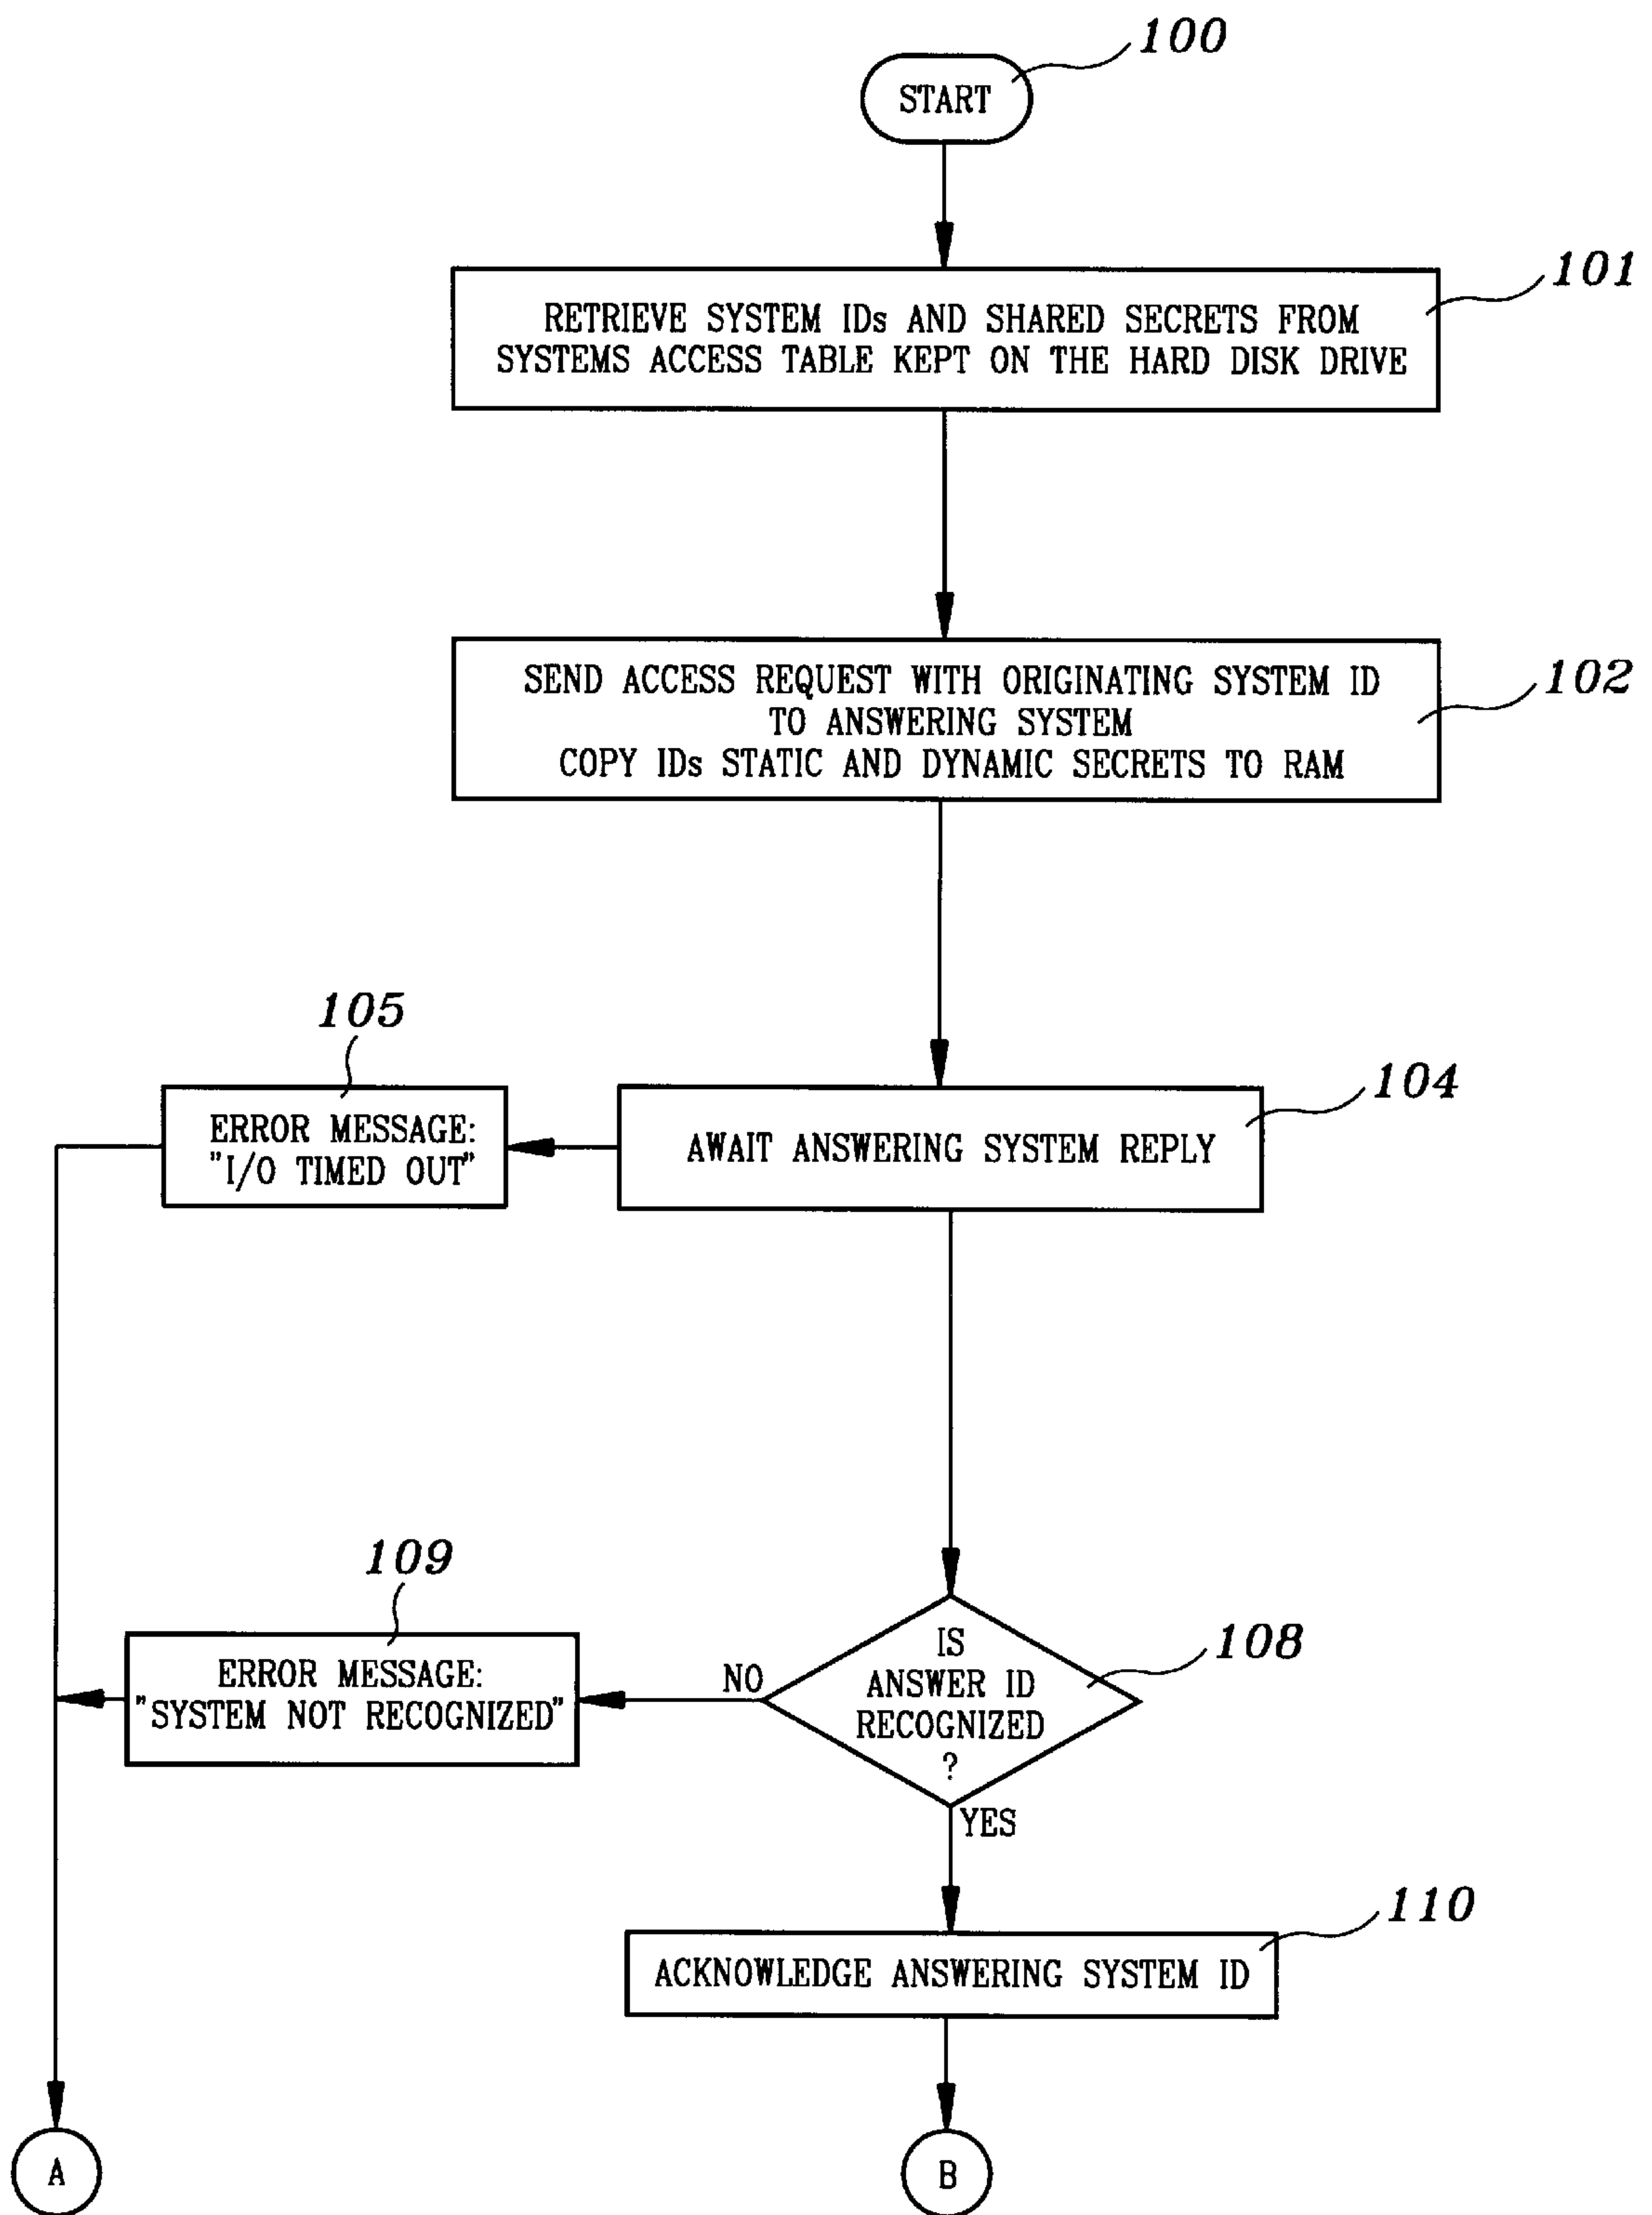 100
START
101
RETRIEVE SYSTEM IDs AND SHARED SECRETS FROM
SYSTEMS ACCESS TABLE KEPT ON THE HARD DISK DRIVE
102
SEND ACCESS REQUEST WITH ORIGINATING SYSTEM ID
TO ANSWERING SYSTEM
COPY IDs STATIC AND DYNAMIC SECRETS TO RAM
105
ERROR MESSAGE:
"I/O TIMED OUT"
104
AWAIT ANSWERING SYSTEM REPLY
109
ERROR MESSAGE:
"SYSTEM NOT RECOGNIZED"
NO
108
IS
ANSWER ID
RECOGNIZED
?
YES
110
ACKNOWLEDGE ANSWERING SYSTEM ID
A
B